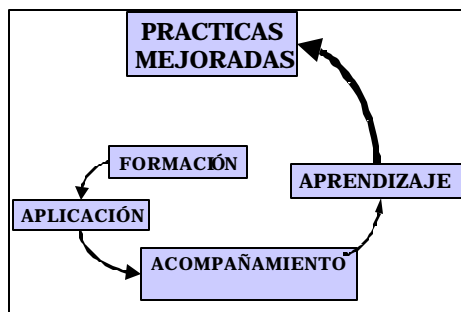 PRACTICAS
MEJORADAS
FORMACIÓN
APRENDIZAJE
APLICACIÓN
ACOMPAÑAMIENTO